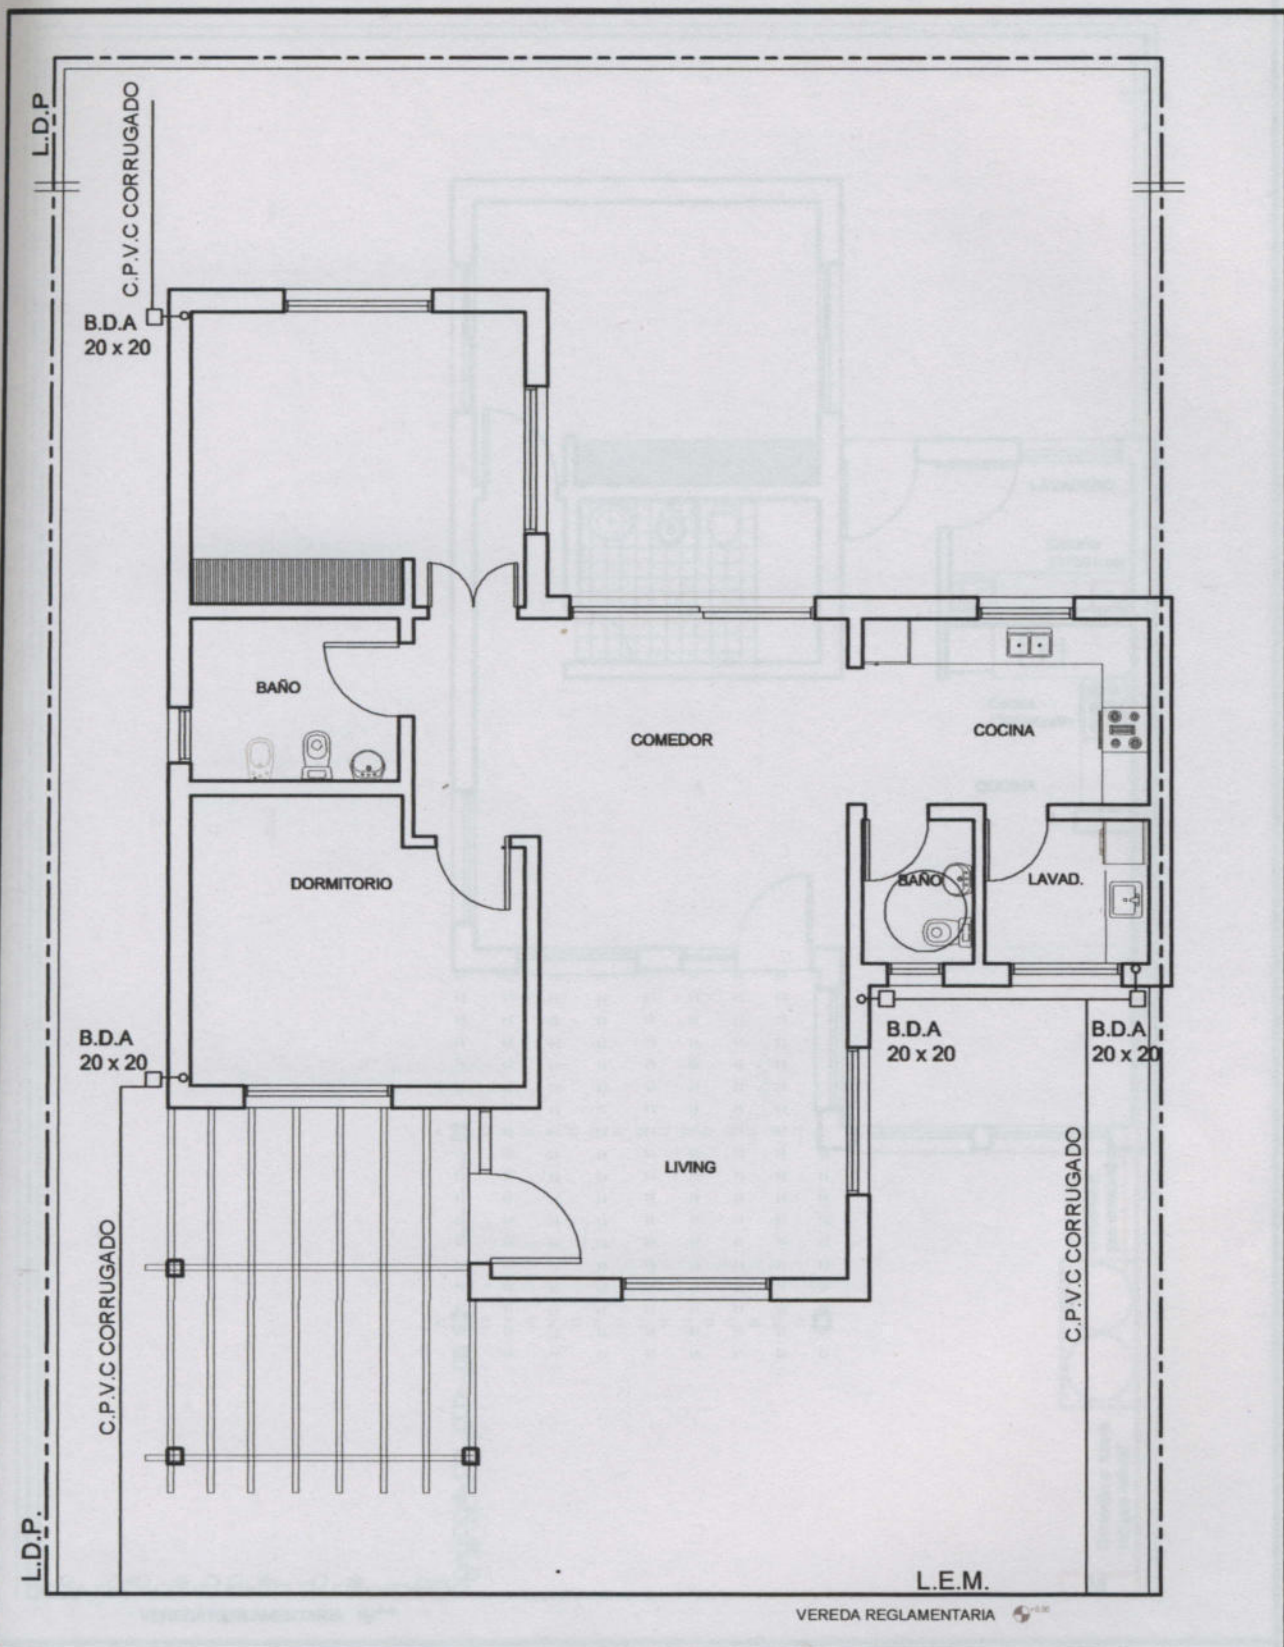 L.D.P
C.P.V.C CORRUGADO
B.D.A
20 x 20
BAÑO
COMEDOR
COCINA
DORMITORIO
BAÑO
LAVAD.
B.D.A
20 x 20
B.D.A
20 x 20
B.D.A
20 x 20
LIVING
C.P.V.C CORRUGADO
C.P.V.C CORRUGADO
L.D.P.
L.E.M.
VEREDA REGLAMENTARIA